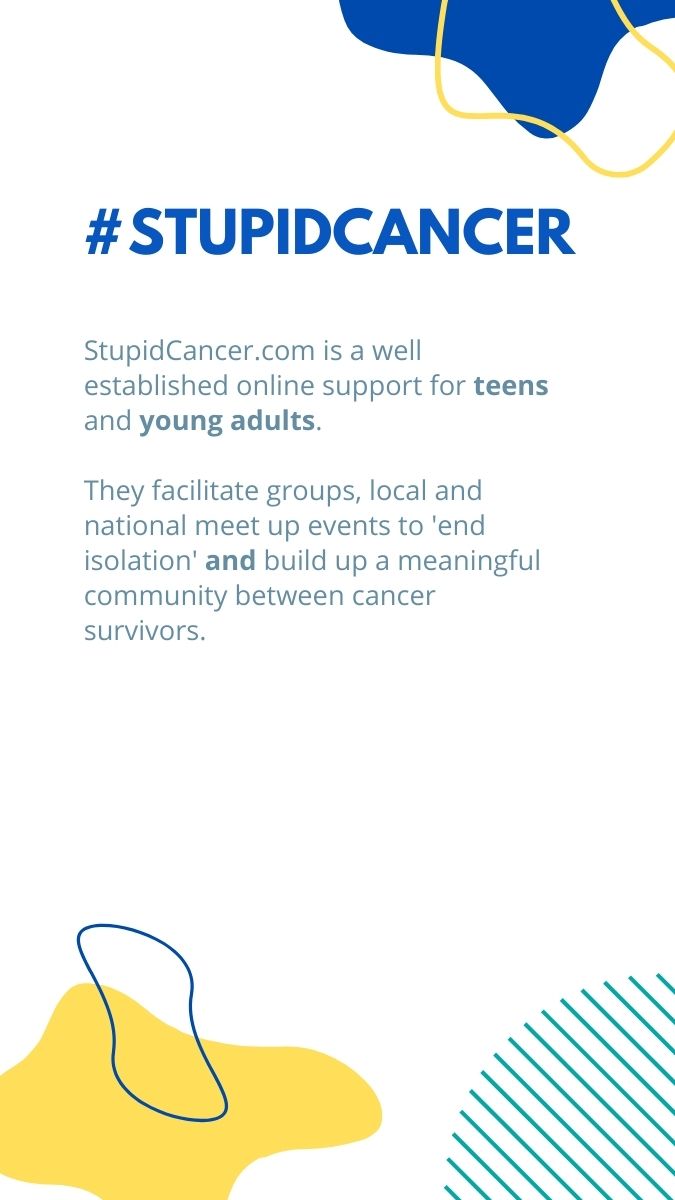 #STUPIDCANCER
StupidCancer.com is a well
established online support for teens
and young adults.
They facilitate groups, local and
national meet up events to 'end
isolation' and build up a meaningful
community between cancer
survivors.